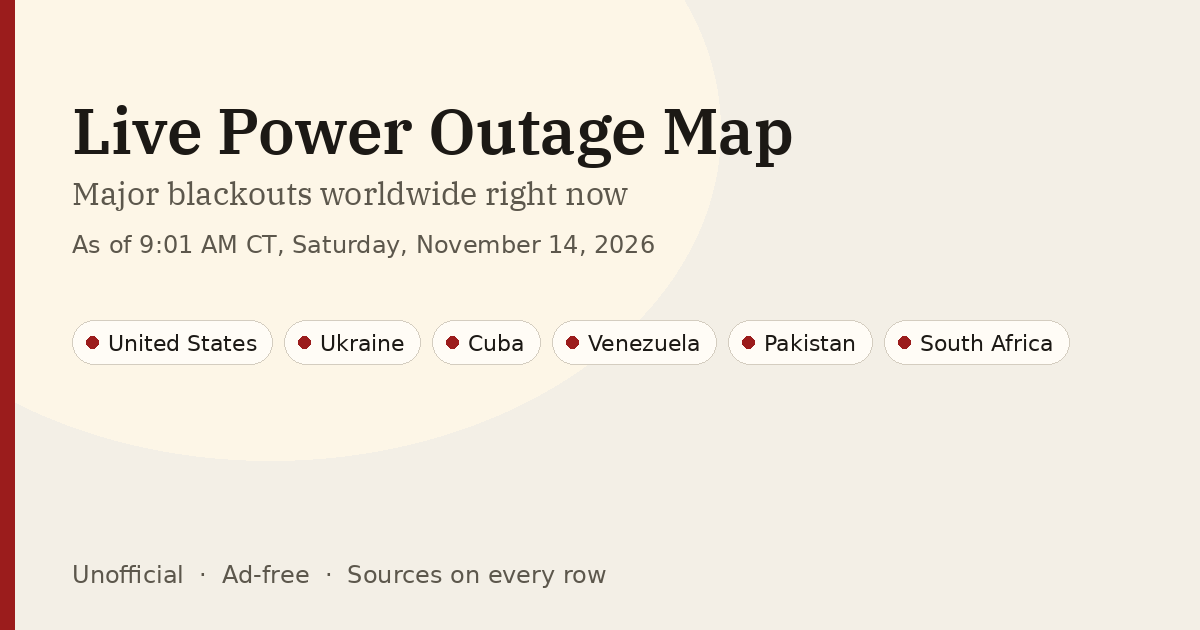 Live Power Outage Map
Major blackouts worldwide right now
As of 9:01 AM CT, Saturday, November 14, 2026
United States Ukraine Cuba Venezuela Pakistan South Africa
Unofficial · Ad-free · Sources on every row